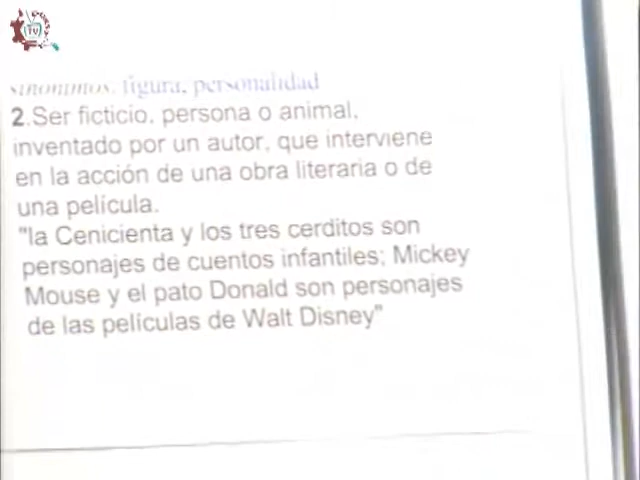 TV
sinónimos: figura, personalidad
2.Ser ficticio, persona o animal,
inventado por un autor, que interviene
en la acción de una obra literaria o de
una película.
"la Cenicienta y los tres cerditos son
personajes de cuentos infantiles; Mickey
Mouse y el pato Donald son personajes
de las películas de Walt Disney"